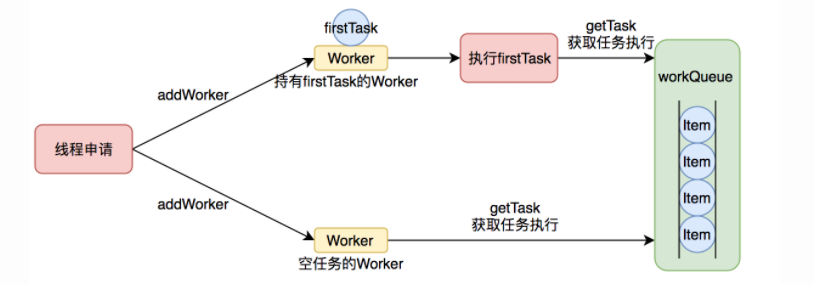 firstTask
Worker
持有firstTask的Worker
执行firstTask
getTask
获取任务执行
workQueue
Item
Item
Item
Item
addWorker
线程申请
addWorker
Worker
空任务的Worker
getTask
获取任务执行